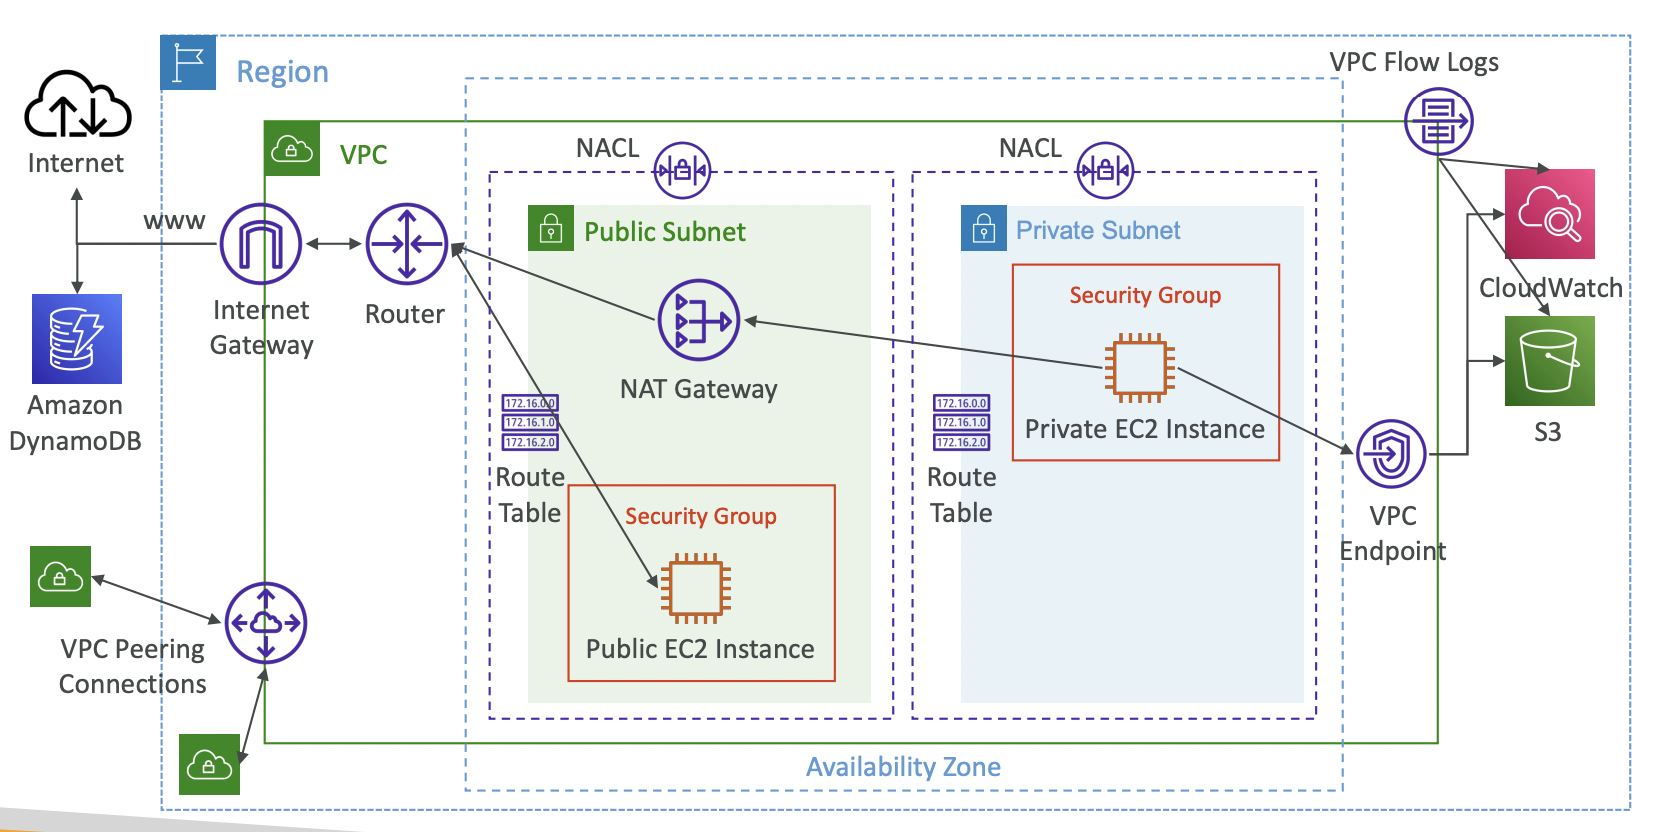 Region
VPC Flow Logs
Internet
VPC
NACL
NACL
www
Public Subnet
Private Subnet
Internet
Gateway
Router
Security Group
CloudWatch
NAT Gateway
Amazon
DynamoDB
172.16.0.0
172.16.1.0
172.16.2.0
Route
Table
172.16.0.0
172.16.1.0
172.16.2.0
Route
Table
Private EC2 Instance
S3
VPC
Endpoint
Security Group
Public EC2 Instance
VPC Peering
Connections
Availability Zone